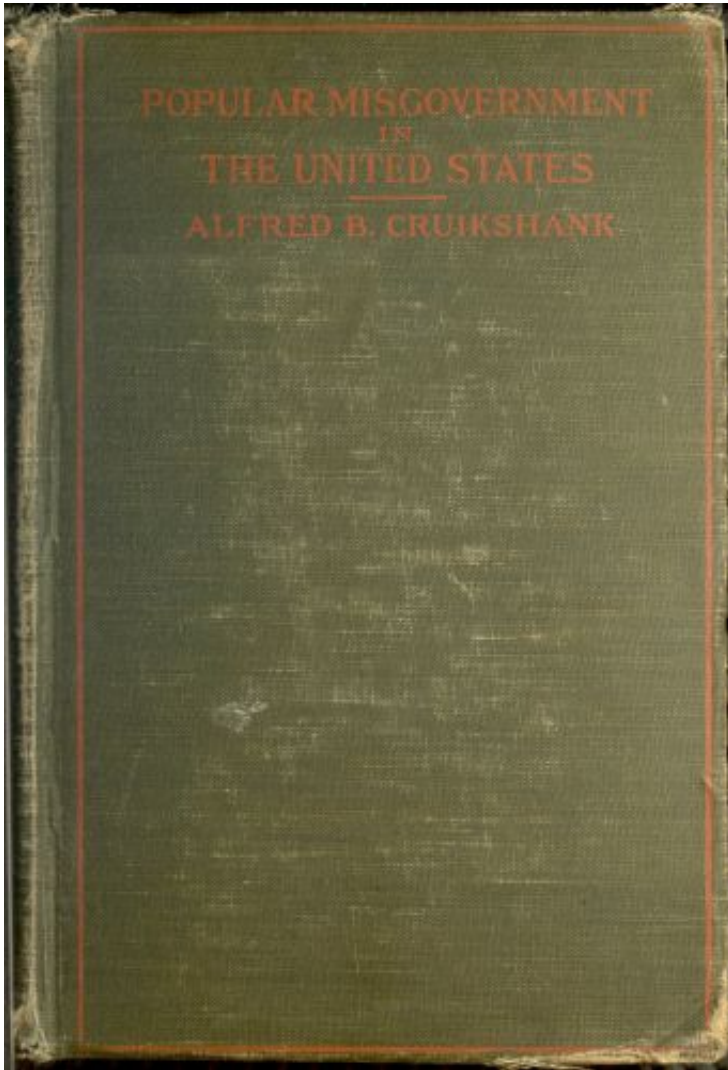 POPULAR MISGOVERNMENT
IN
THE UNITED STATES
ALFRED B. CRUIKSHANK